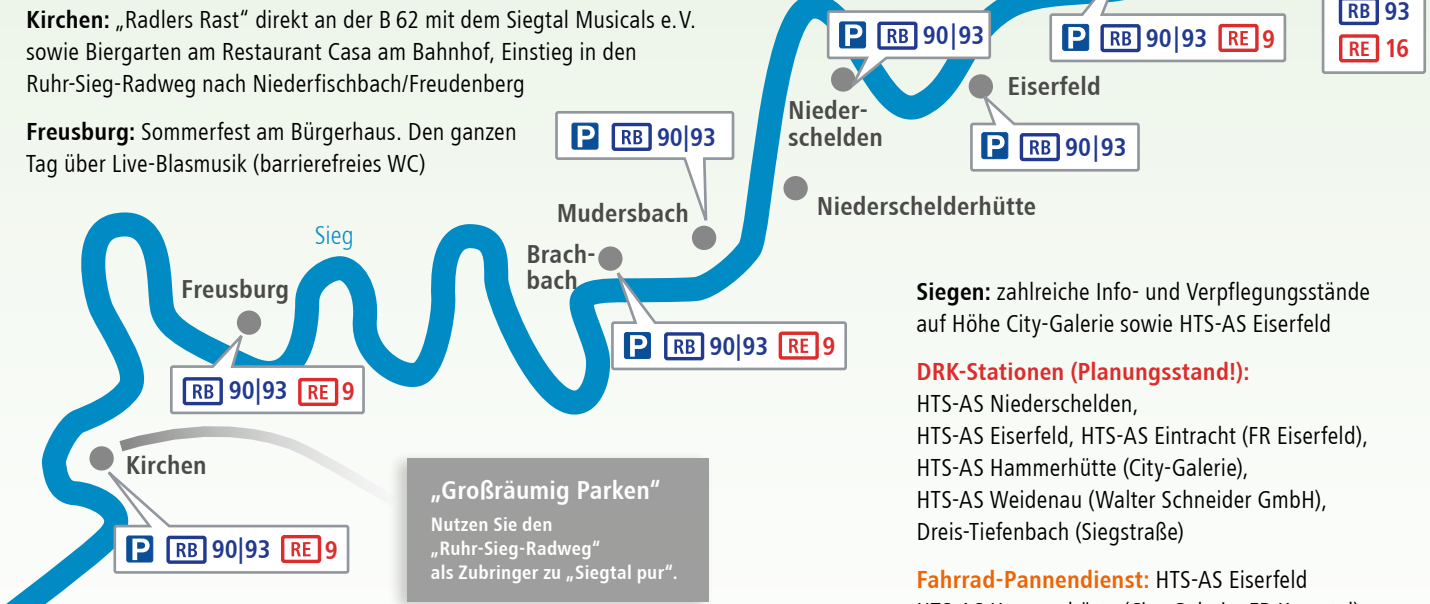 Kirchen: „Radlers Rast“ direkt an der B 62 mit dem Siegtal Musicals e. V.
sowie Biergarten am Restaurant Casa am Bahnhof, Einstieg in den
Ruhr-Sieg-Radweg nach Niederfischbach/Freudenberg
Freusburg: Sommerfest am Bürgerhaus. Den ganzen
Tag über Live-Blasmusik (barrierefreies WC)
P RB 90|93
P RB 90|93 RE 9
RB 93
RE 16
Nieder-
schelden
Eiserfeld
P RB 90|93
P RB 90|93
Mudersbach
Niederschelderhütte
Sieg
Brach-
bach
Freusburg
P RB 90|93 RE 9
RB 90|93 RE 9
Kirchen
P RB 90|93 RE 9
„Großräumig Parken“
Nutzen Sie den
„Ruhr-Sieg-Radweg“
als Zubringer zu „Siegtal pur“.
Siegen: zahlreiche Info- und Verpflegungsstände
auf Höhe City-Galerie sowie HTS-AS Eiserfeld
DRK-Stationen (Planungsstand!):
HTS-AS Niederschelden,
HTS-AS Eiserfeld, HTS-AS Eintracht (FR Eiserfeld),
HTS-AS Hammerhütte (City-Galerie),
HTS-AS Weidenau (Walter Schneider GmbH),
Dreis-Tiefenbach (Siegstraße)
Fahrrad-Pannendienst: HTS-AS Eiserfeld